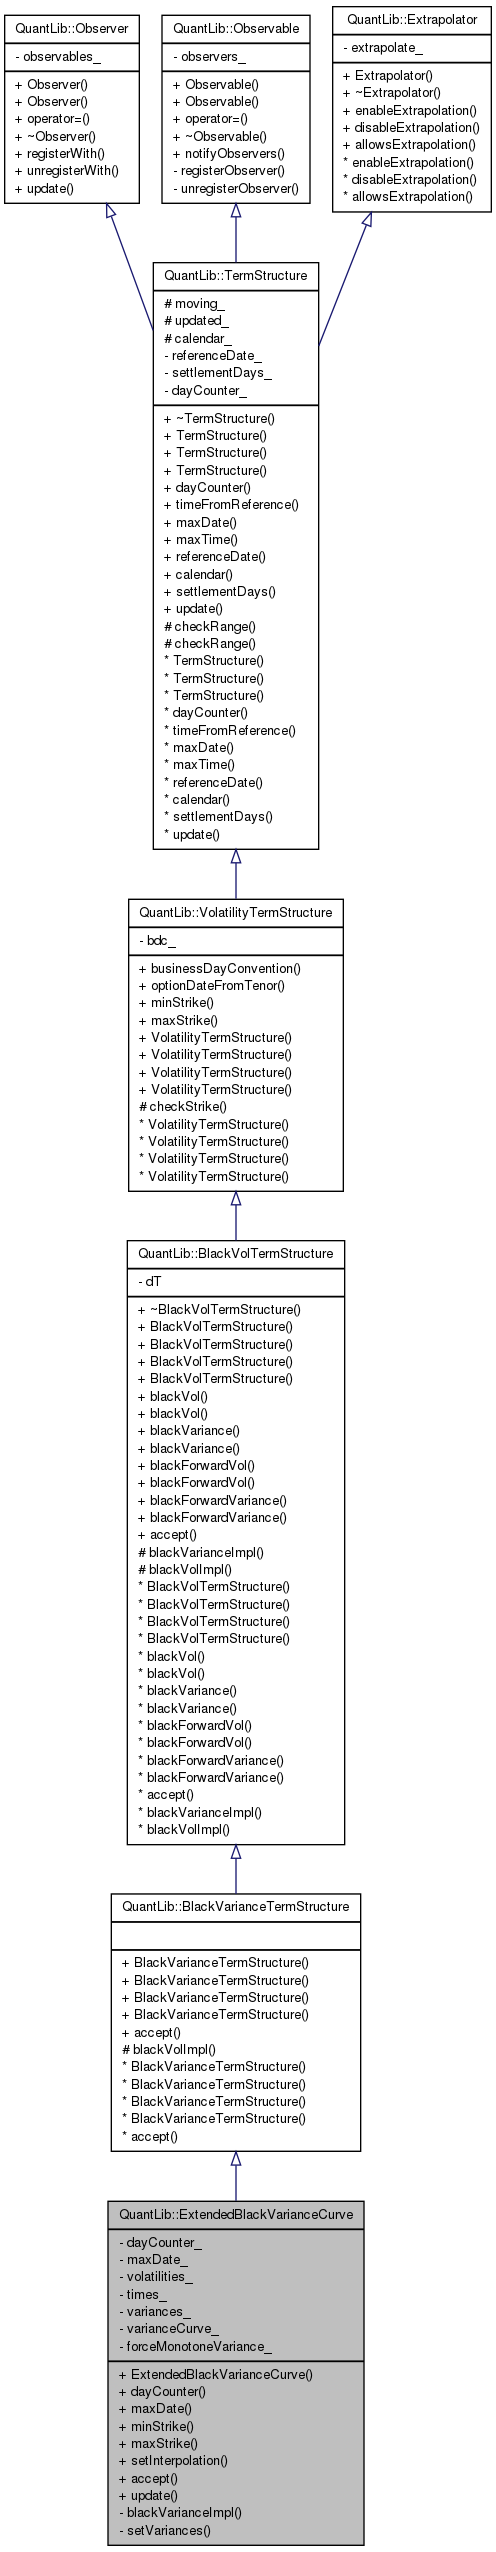 QuantLib::Observer
- observables_
+ Observer()
+ Observer()
+ operator=()
+ ~Observer()
+ registerWith()
+ unregisterWith()
+ update()
QuantLib::Observable
- observers_
+ Observable()
+ Observable()
+ operator=()
+ ~Observable()
+ notifyObservers()
- registerObserver()
- unregisterObserver()
QuantLib::Extrapolator
- extrapolate_
+ Extrapolator()
+ ~Extrapolator()
+ enableExtrapolation()
+ disableExtrapolation()
+ allowsExtrapolation()
* enableExtrapolation()
* disableExtrapolation()
* allowsExtrapolation()
QuantLib::TermStructure
# moving_
# updated_
# calendar_
- referenceDate_
- settlementDays_
- dayCounter_
+ ~TermStructure()
+ TermStructure()
+ TermStructure()
+ TermStructure()
+ dayCounter()
+ timeFromReference()
+ maxDate()
+ maxTime()
+ referenceDate()
+ calendar()
+ settlementDays()
+ update()
# checkRange()
# checkRange()
* TermStructure()
* TermStructure()
* TermStructure()
* dayCounter()
* timeFromReference()
* maxDate()
* maxTime()
* referenceDate()
* calendar()
* settlementDays()
* update()
QuantLib::VolatilityTermStructure
- bdc_
+ businessDayConvention()
+ optionDateFromTenor()
+ minStrike()
+ maxStrike()
+ VolatilityTermStructure()
+ VolatilityTermStructure()
+ VolatilityTermStructure()
+ VolatilityTermStructure()
# checkStrike()
* VolatilityTermStructure()
* VolatilityTermStructure()
* VolatilityTermStructure()
* VolatilityTermStructure()
QuantLib::BlackVolTermStructure
- dT
+ ~BlackVolTermStructure()
+ BlackVolTermStructure()
+ BlackVolTermStructure()
+ BlackVolTermStructure()
+ BlackVolTermStructure()
+ blackVol()
+ blackVol()
+ blackVariance()
+ blackVariance()
+ blackForwardVol()
+ blackForwardVol()
+ blackForwardVariance()
+ blackForwardVariance()
+ accept()
# blackVarianceImpl()
# blackVolImpl()
* BlackVolTermStructure()
* BlackVolTermStructure()
* BlackVolTermStructure()
* BlackVolTermStructure()
* blackVol()
* blackVol()
* blackVariance()
* blackVariance()
* blackForwardVol()
* blackForwardVol()
* blackForwardVariance()
* blackForwardVariance()
* accept()
* blackVarianceImpl()
* blackVolImpl()
QuantLib::BlackVarianceTermStructure
+ BlackVarianceTermStructure()
+ BlackVarianceTermStructure()
+ BlackVarianceTermStructure()
+ BlackVarianceTermStructure()
+ accept()
# blackVolImpl()
* BlackVarianceTermStructure()
* BlackVarianceTermStructure()
* BlackVarianceTermStructure()
* BlackVarianceTermStructure()
* accept()
QuantLib::ExtendedBlackVarianceCurve
- dayCounter_
- maxDate_
- volatilities_
- times_
- variances_
- varianceCurve_
- forceMonotoneVariance_
+ ExtendedBlackVarianceCurve()
+ dayCounter()
+ maxDate()
+ minStrike()
+ maxStrike()
+ setInterpolation()
+ accept()
+ update()
- blackVarianceImpl()
- setVariances()